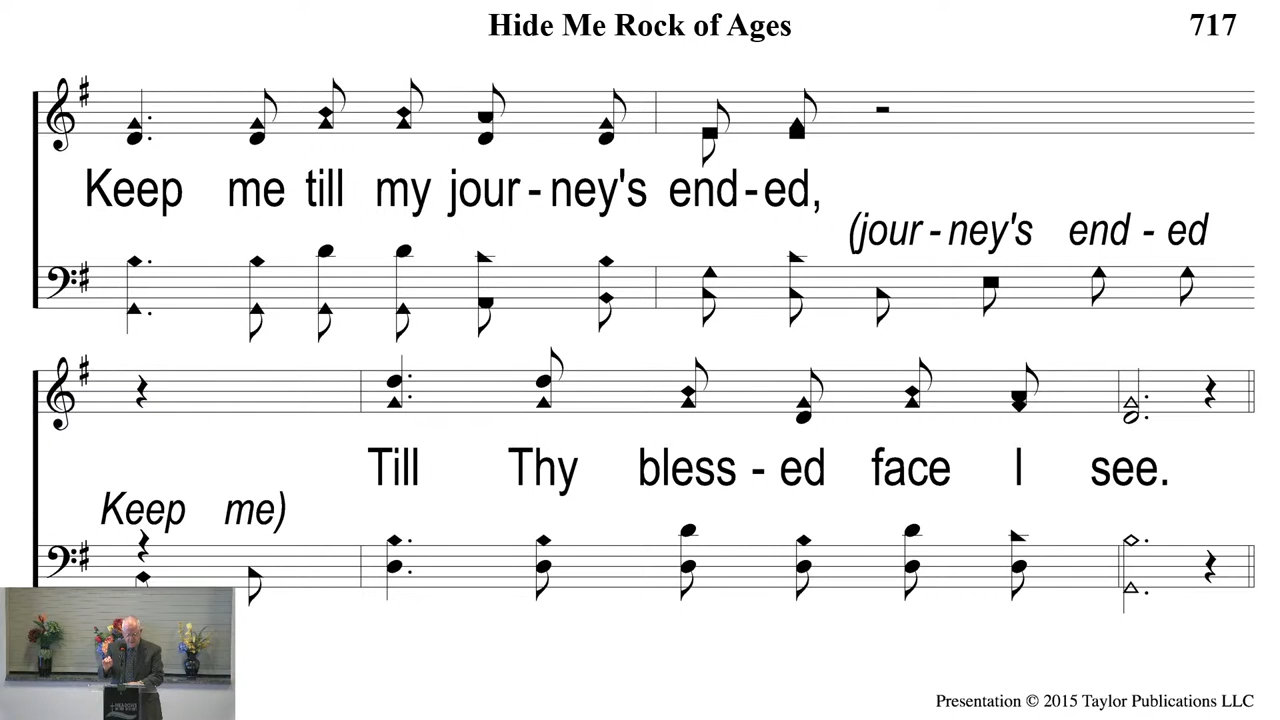 Hide Me Rock of Ages 717
Keep me till my jour - ney's end - ed,
(jour - ney's end - ed
Till Thy bless - ed face I see.
Keep me)
Presentation © 2015 Taylor Publications LLC